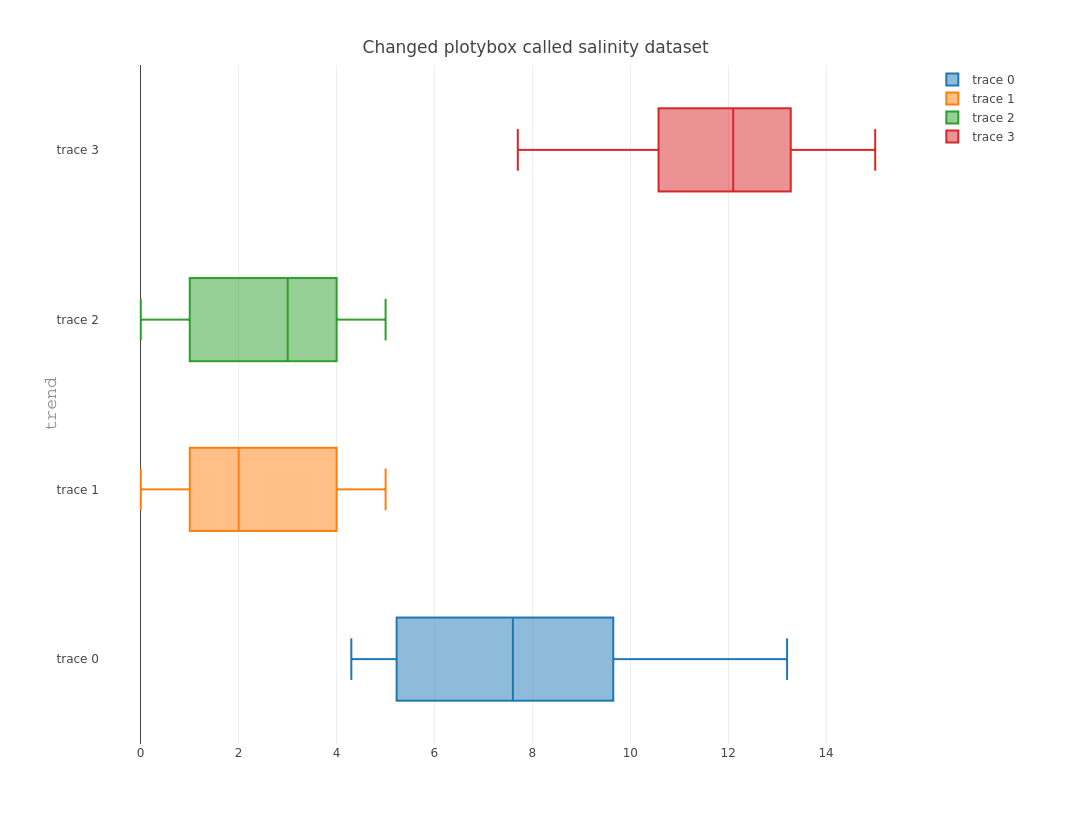 Changed plotybox called salinity dataset
trace 0
trace 1
trace 2
trace 3
trace 3
trace 2
trend
trace 1
trace 0
0 2 4 6 8 10 12 14